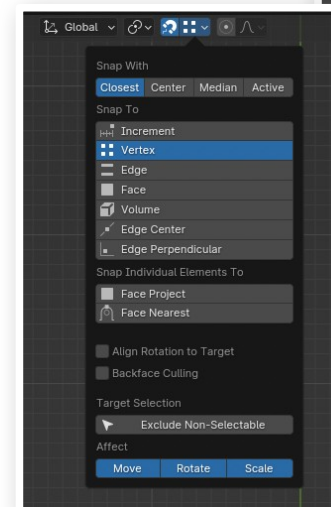 Global
Snap With
Closest Center Median Active
Snap To
Increment
Vertex
Edge
Face
Volume
Edge Center
Edge Perpendicular
Snap Individual Elements To
Face Project
Face Nearest
Align Rotation to Target
Backface Culling
Target Selection
Exclude Non-Selectable
Affect
Move Rotate Scale